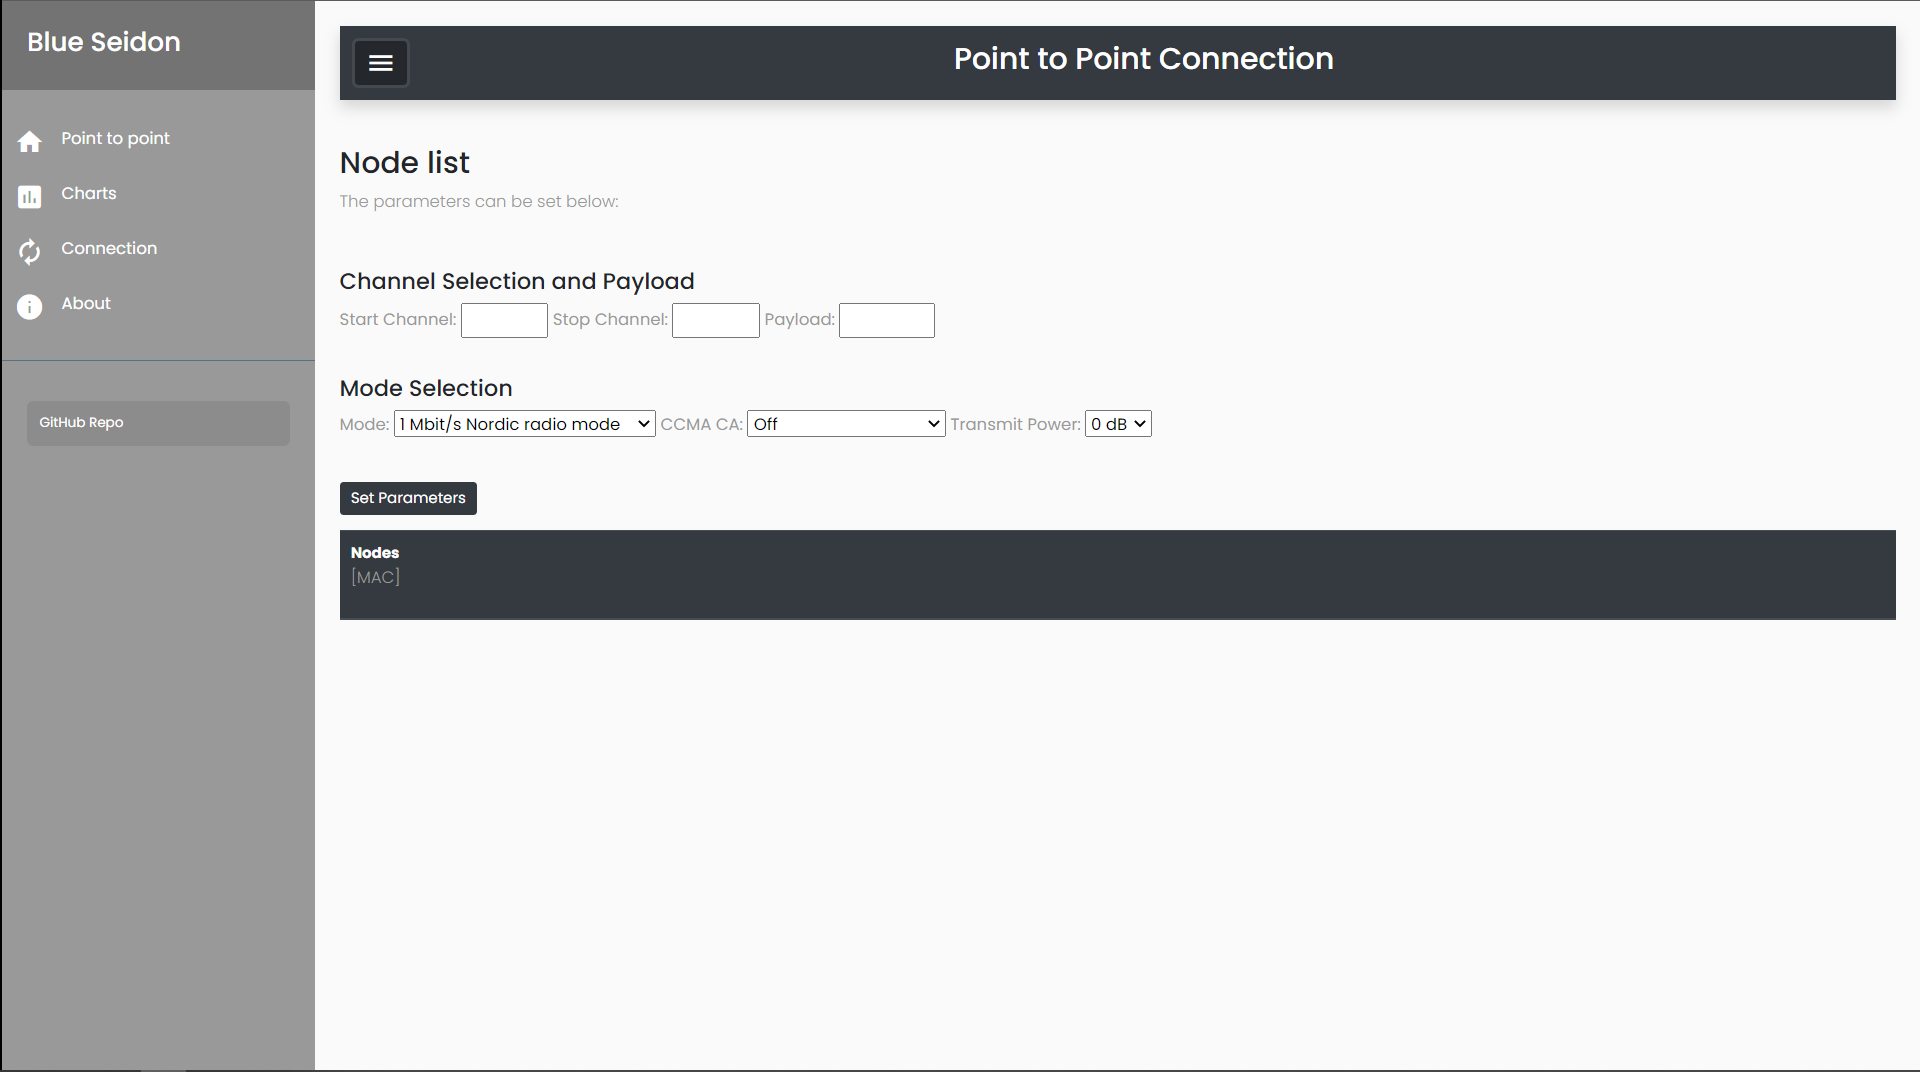 Blue Seidon
Point to point
Charts
Connection
About
GitHub Repo
Point to Point Connection
Node list
The parameters can be set below:
Channel Selection and Payload
Start Channel: Stop Channel: Payload:
Mode Selection
Mode: 1 Mbit/s Nordic radio mode CCMA CA: Off Transmit Power: 0 dB
Set Parameters
Nodes
[MAC]